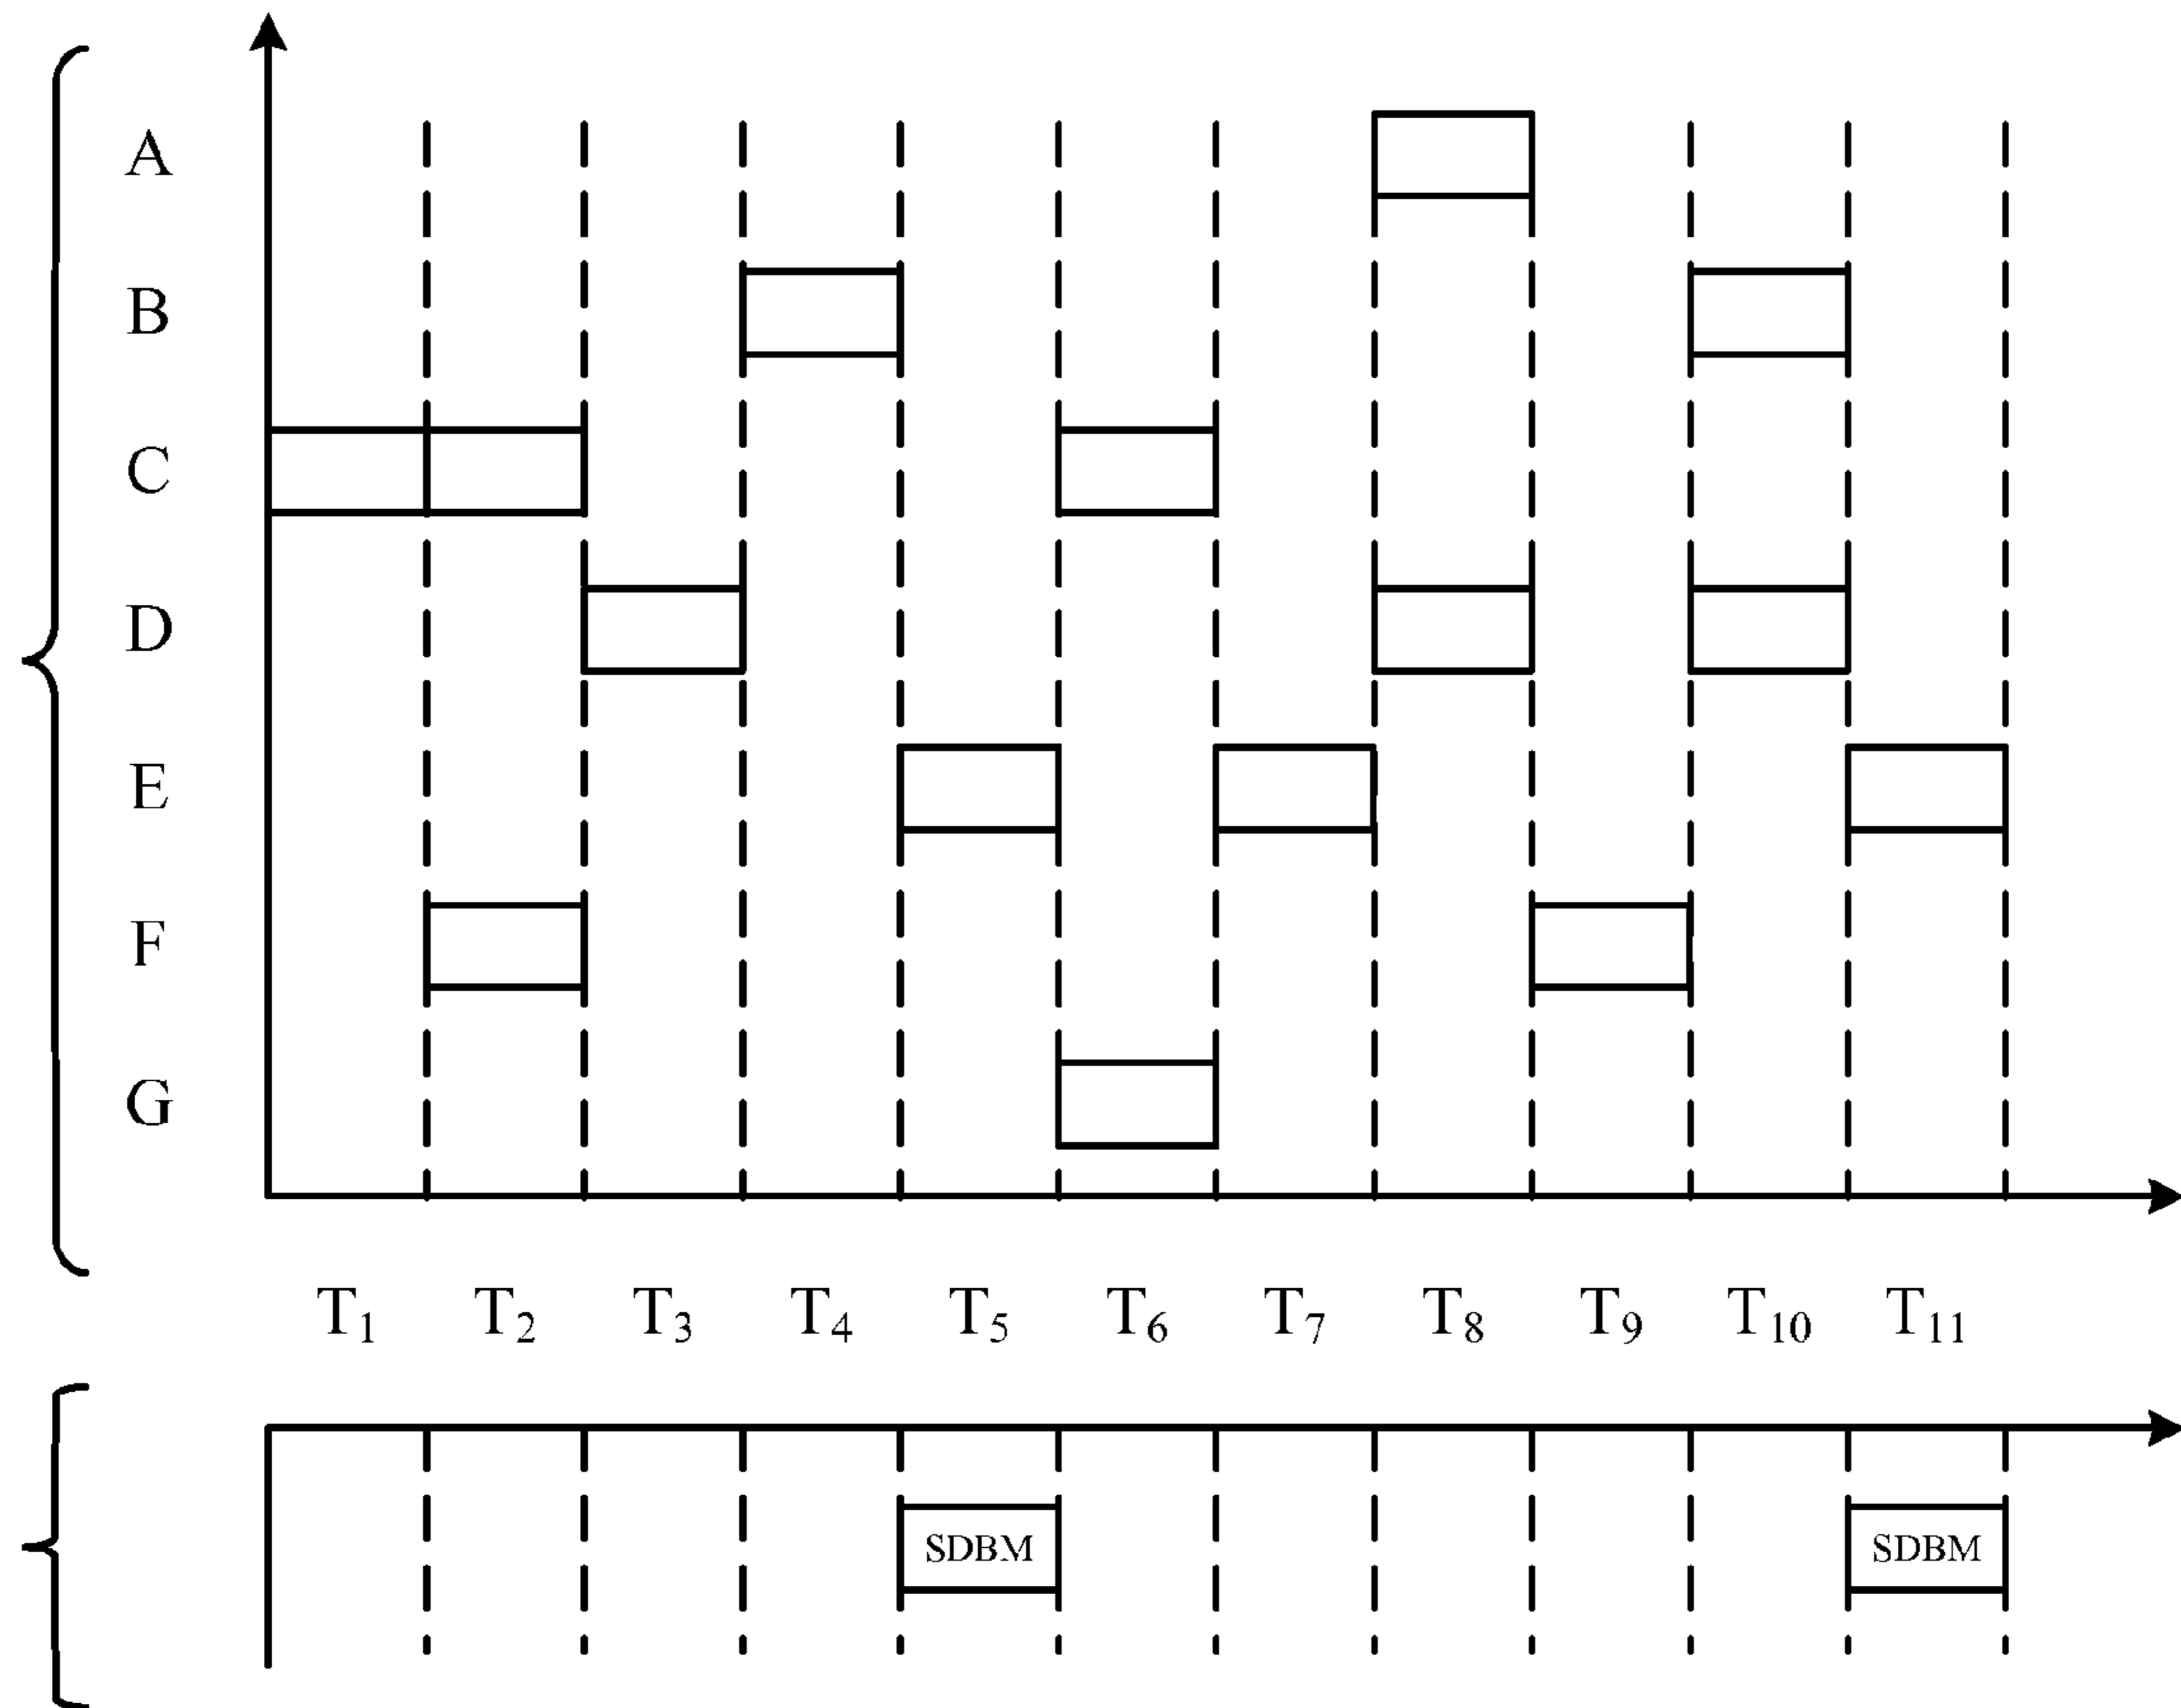 A
B
C
D
E
F
G
T₁ T₂ T₃ T₄ T₅ T₆ T₇ T₈ T₉ T₁₀ T₁₁
SDBM SDBM